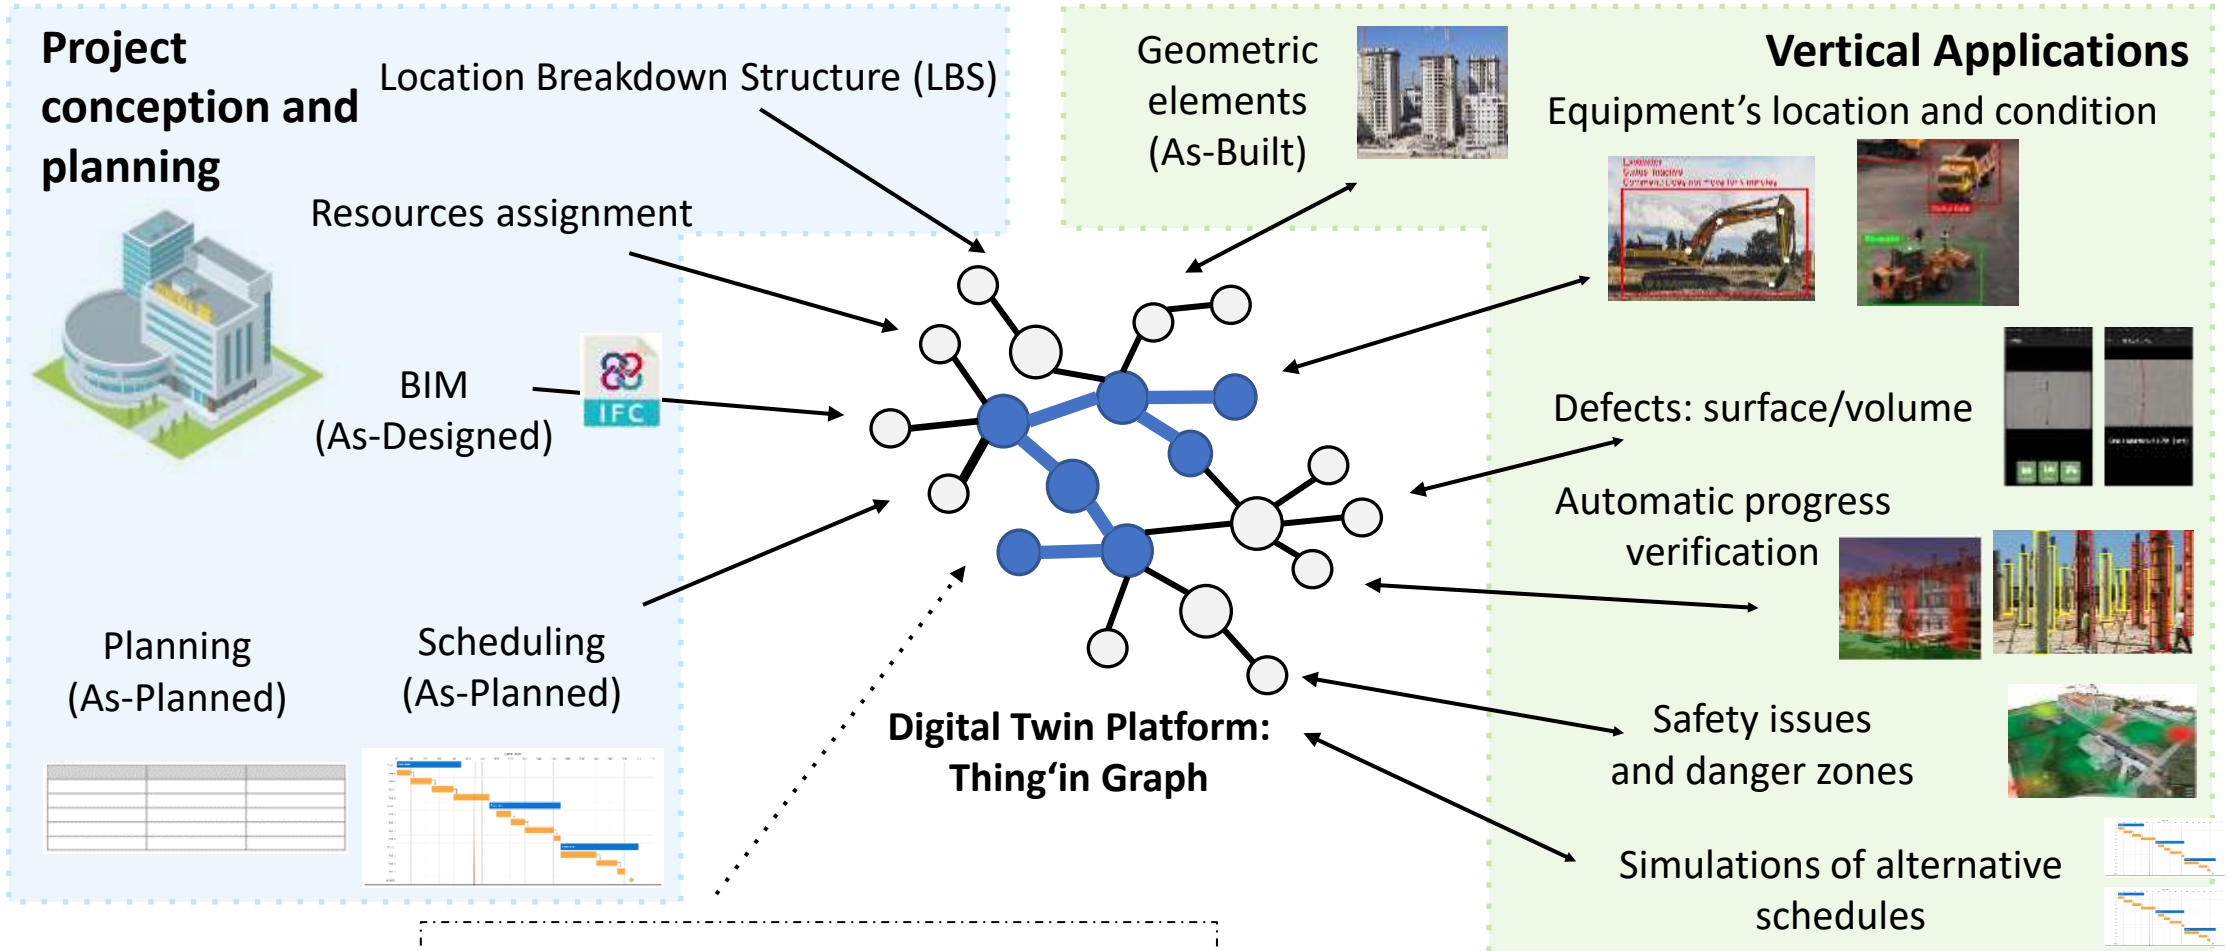 Project
conception and
planning
Location Breakdown Structure (LBS)
Resources assignment
BIM
(As-Designed)
IFC
Planning
(As-Planned)
Scheduling
(As-Planned)
Digital Twin Platform:
Thing‘in Graph
Geometric
elements
(As-Built)
Vertical Applications
Equipment’s location and condition
Defects: surface/volume
Automatic progress
verification
Safety issues
and danger zones
Simulations of alternative
schedules